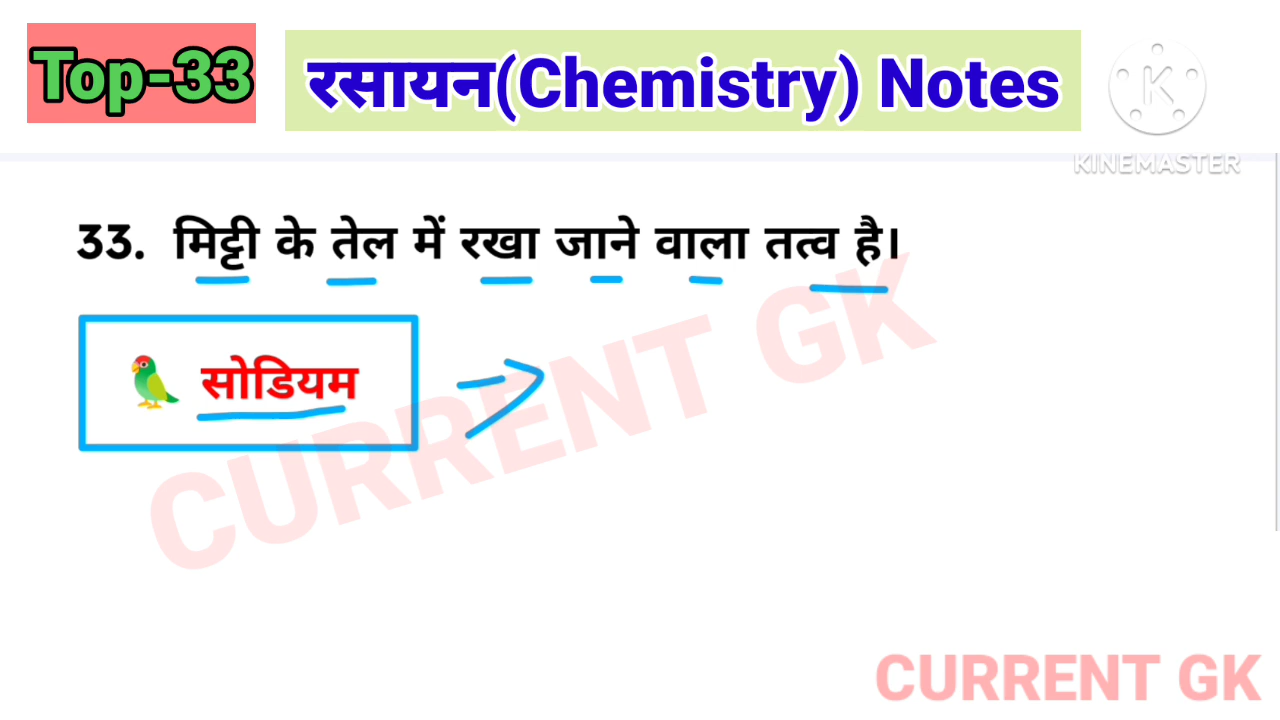 Top-33
रसायन(Chemistry) Notes
K
KINEMASTER
33. मिट्टी के तेल में रखा जाने वाला तत्व है।
सोडियम
CURRENT GK
CURRENT GK